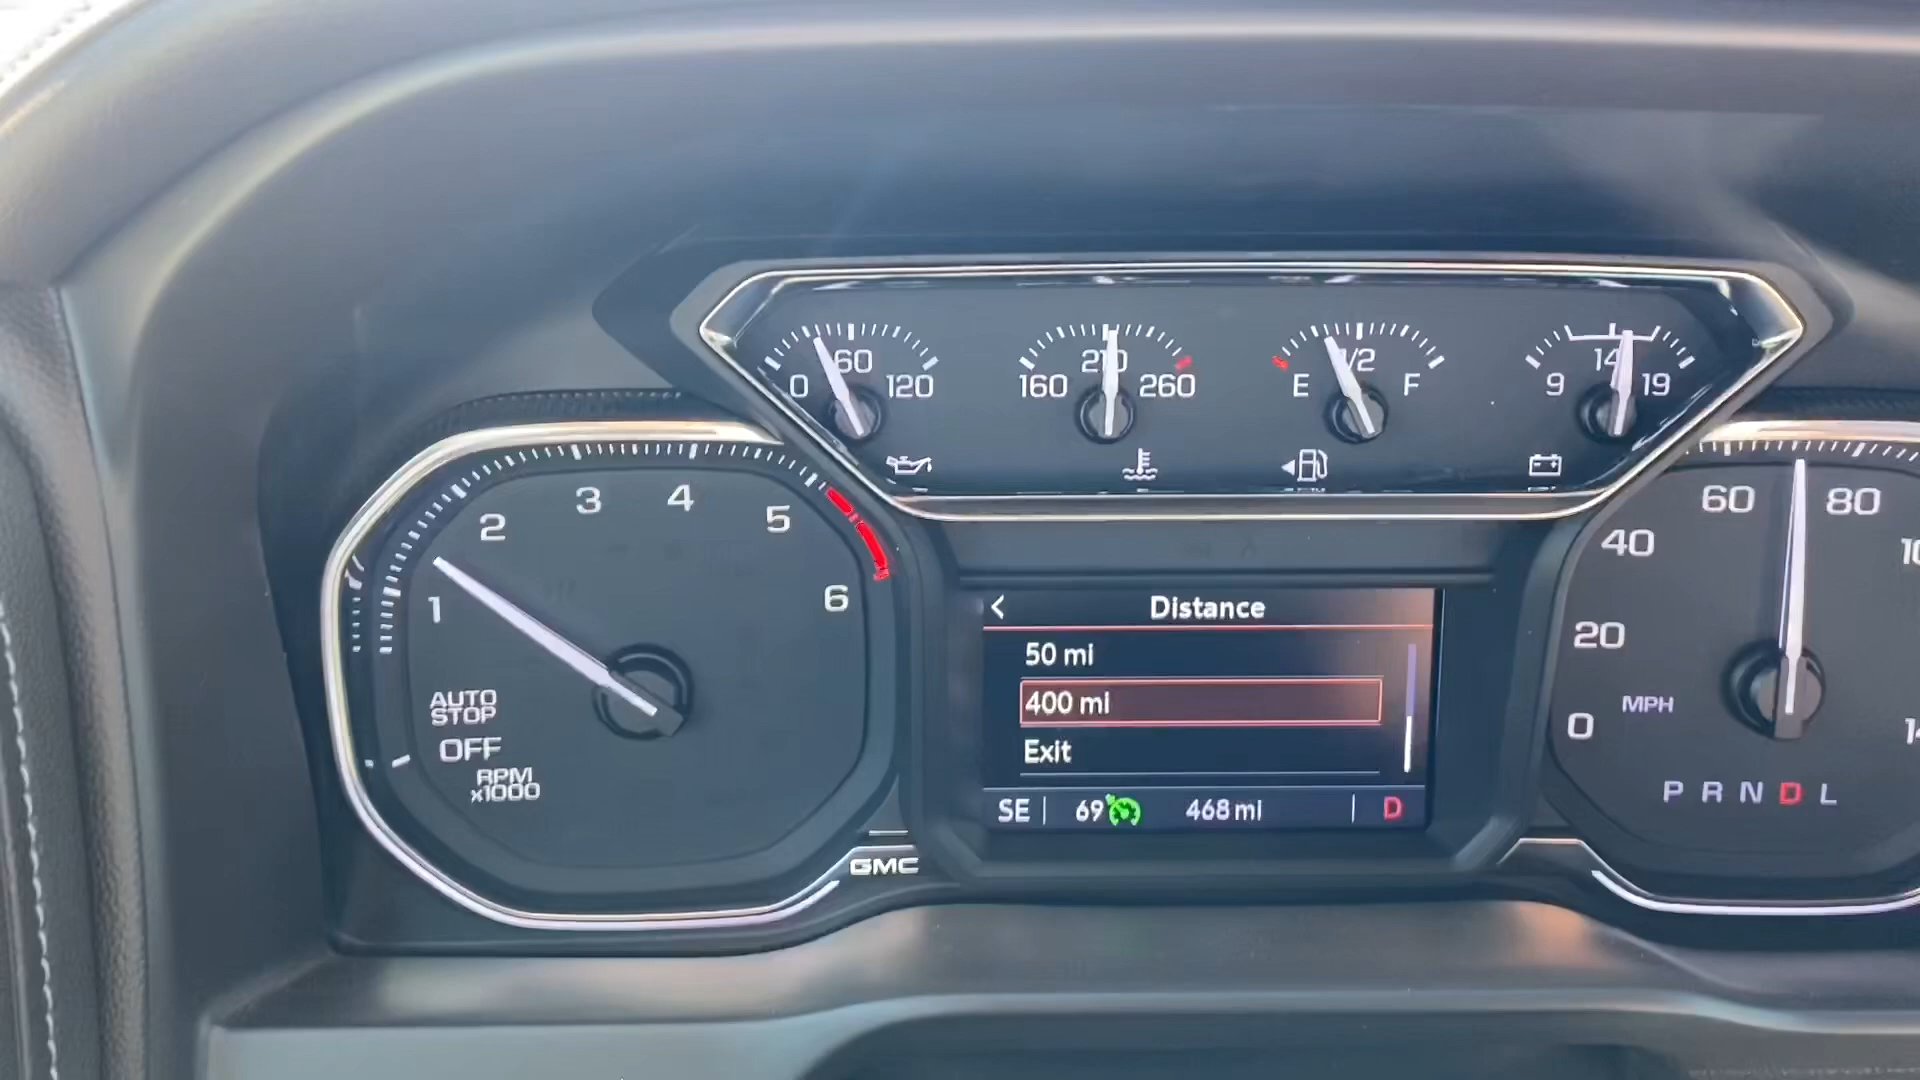 0 60 120
160 210 260
E 1/2 F
9 14 19
1 2 3 4 5 6
AUTO
STOP
OFF
RPM
x1000
GMC
< Distance
50 mi
400 mi
Exit
SE | 69 468 mi | D
0 20 40 60 80
MPH
P R N D L